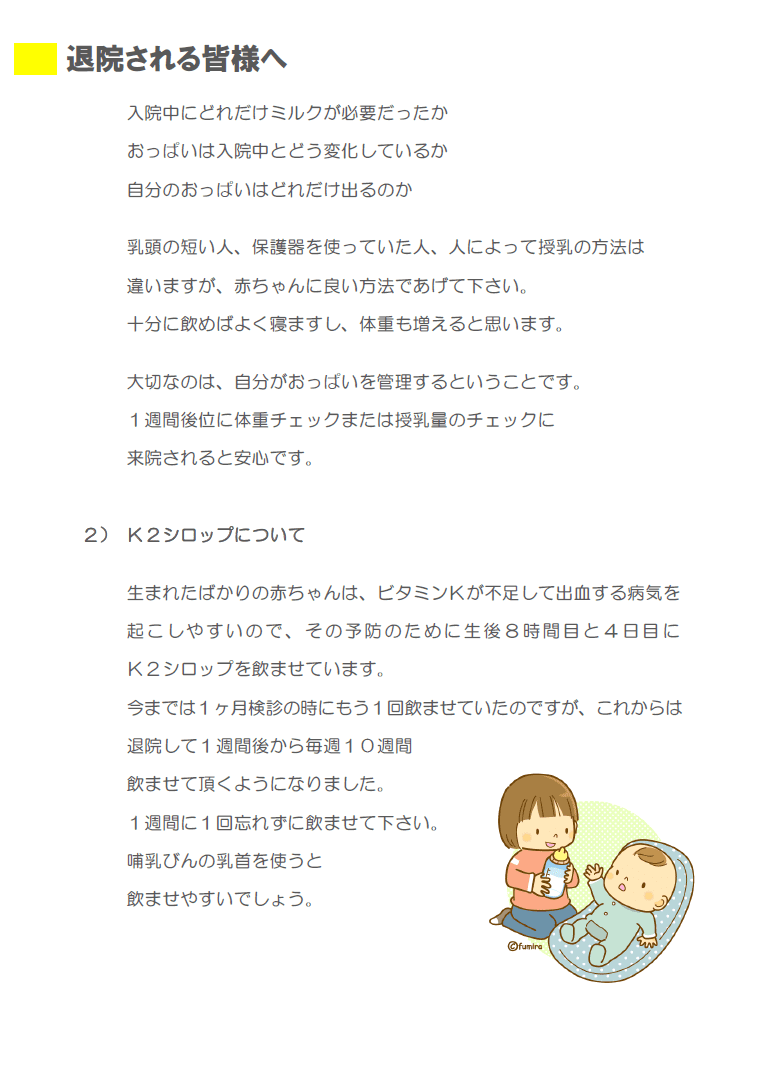 退院される皆様へ
入院中にどれだけミルクが必要だったか
おっぱいは入院中とどう変化しているか
自分のおっぱいはどれだけ出るのか
乳頭の短い人、保護器を使っていた人、人によって授乳の方法は
違いますが、赤ちゃんに良い方法であげて下さい。
十分に飲めばよく寝ますし、体重も増えると思います。
大切なのは、自分がおっぱいを管理するということです。
１週間後位に体重チェックまたは授乳量のチェックに
来院されると安心です。
２） Ｋ２シロップについて
生まれたばかりの赤ちゃんは、ビタミンＫが不足して出血する病気を
起こしやすいので、その予防のために生後８時間目と４日目に
Ｋ２シロップを飲ませています。
今までは１ヶ月検診の時にもう１回飲ませていたのですが、これからは
退院して１週間後から毎週１０週間
飲ませて頂くようになりました。
１週間に１回忘れずに飲ませて下さい。
哺乳びんの乳首を使うと
飲ませやすいでしょう。
©fumira